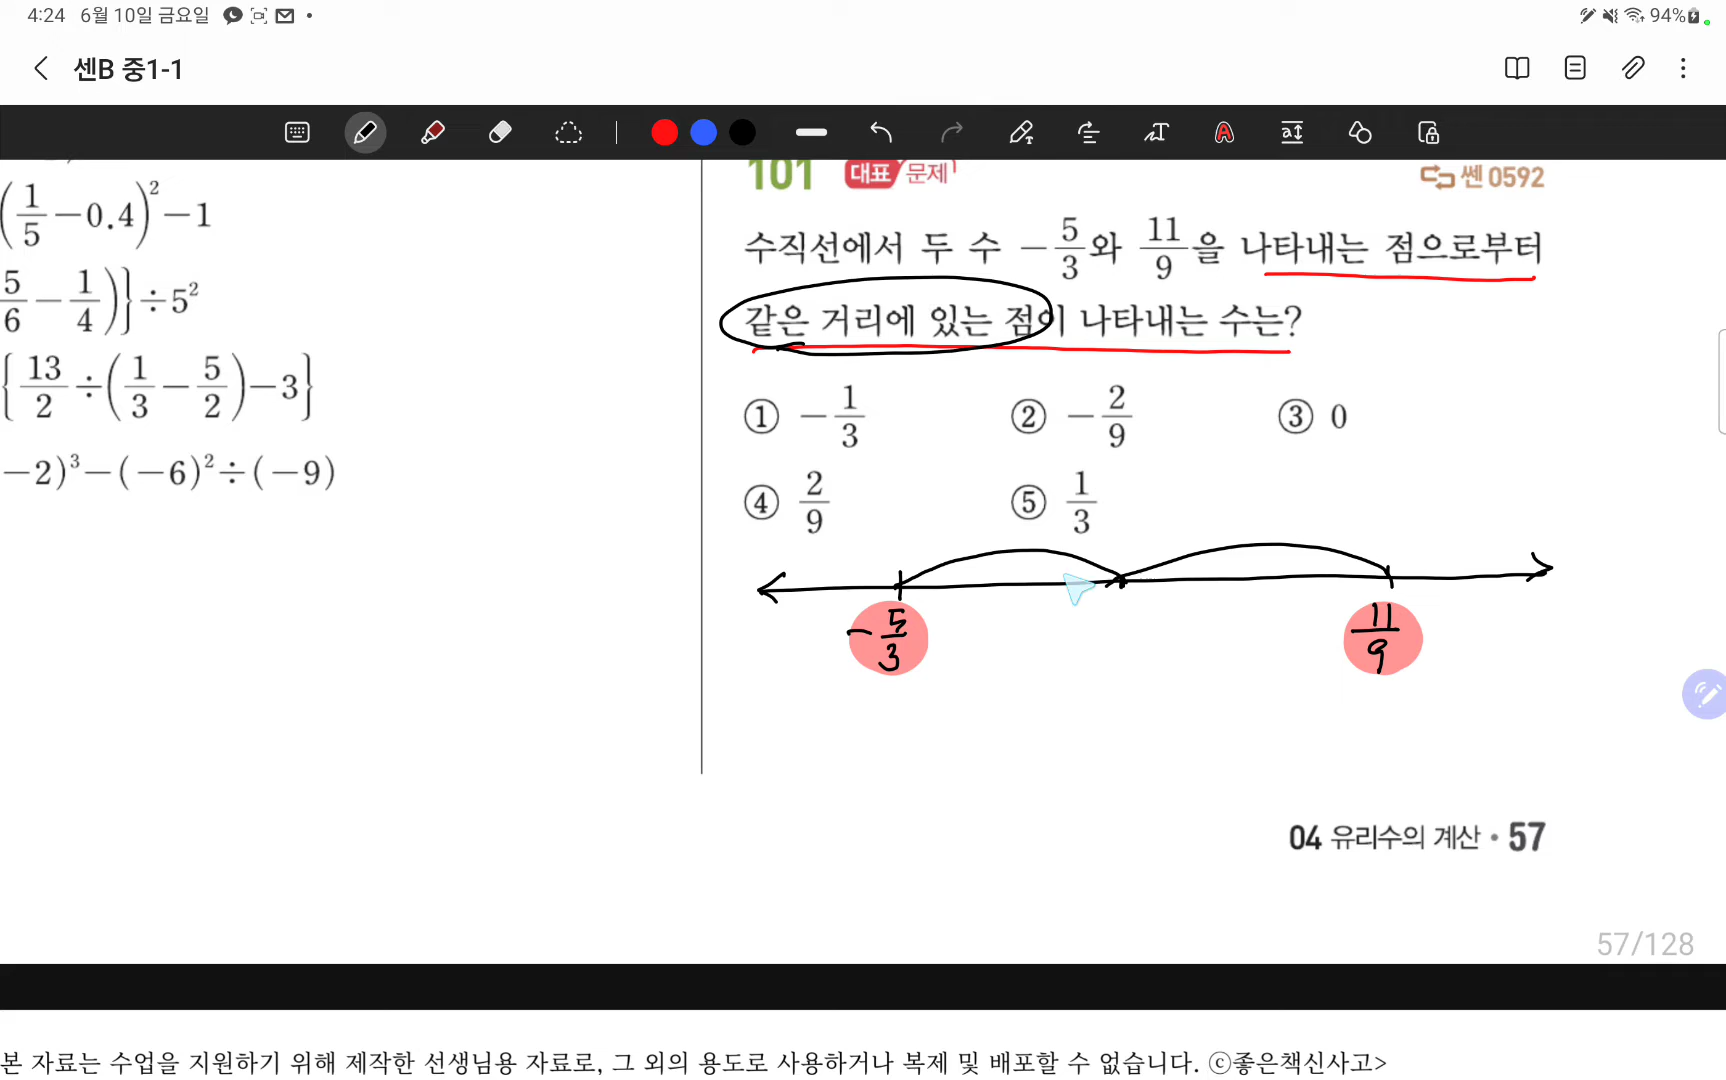 4:24 6월 10일 금요일
94%
센B 중1-1
(1/5-0.4)²-1
5/6-1/4)}÷5²
{13/2÷(1/3-5/2)-3}
-2)³-(-6)²÷(-9)
101 대표 문제
쎈 0592
수직선에서 두 수 -5/3와 11/9을 나타내는 점으로부터
같은 거리에 있는 점이 나타내는 수는?
① -1/3 ② -2/9 ③ 0
④ 2/9 ⑤ 1/3
-5/3 11/9
04 유리수의 계산 • 57
57/128
본 자료는 수업을 지원하기 위해 제작한 선생님용 자료로, 그 외의 용도로 사용하거나 복제 및 배포할 수 없습니다. ⓒ좋은책신사고>